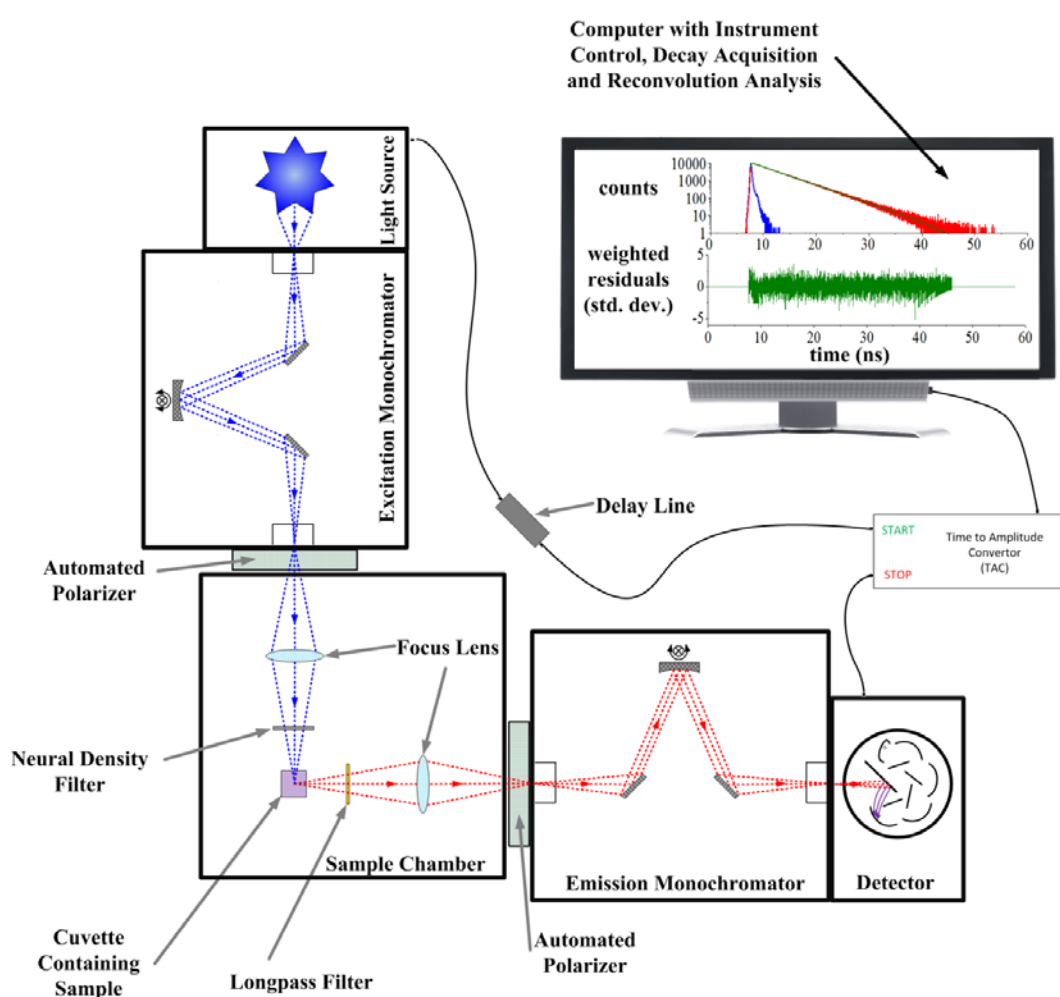 Computer with Instrument
Control, Decay Acquisition
and Reconvolution Analysis
Light Source
counts
10000
1000
100
10
1
0
10
20
30
40
50
60
weighted
residuals
(std. dev.)
5
0
-5
0
10
20
30
40
50
60
time (ns)
Excitation Monochromator
Delay Line
START
Time to Amplitude
Convertor
(TAC)
STOP
Automated
Polarizer
Focus Lens
Neural Density
Filter
Sample Chamber
Emission Monochromator
Detector
Cuvette
Containing
Sample
Longpass Filter
Automated
Polarizer